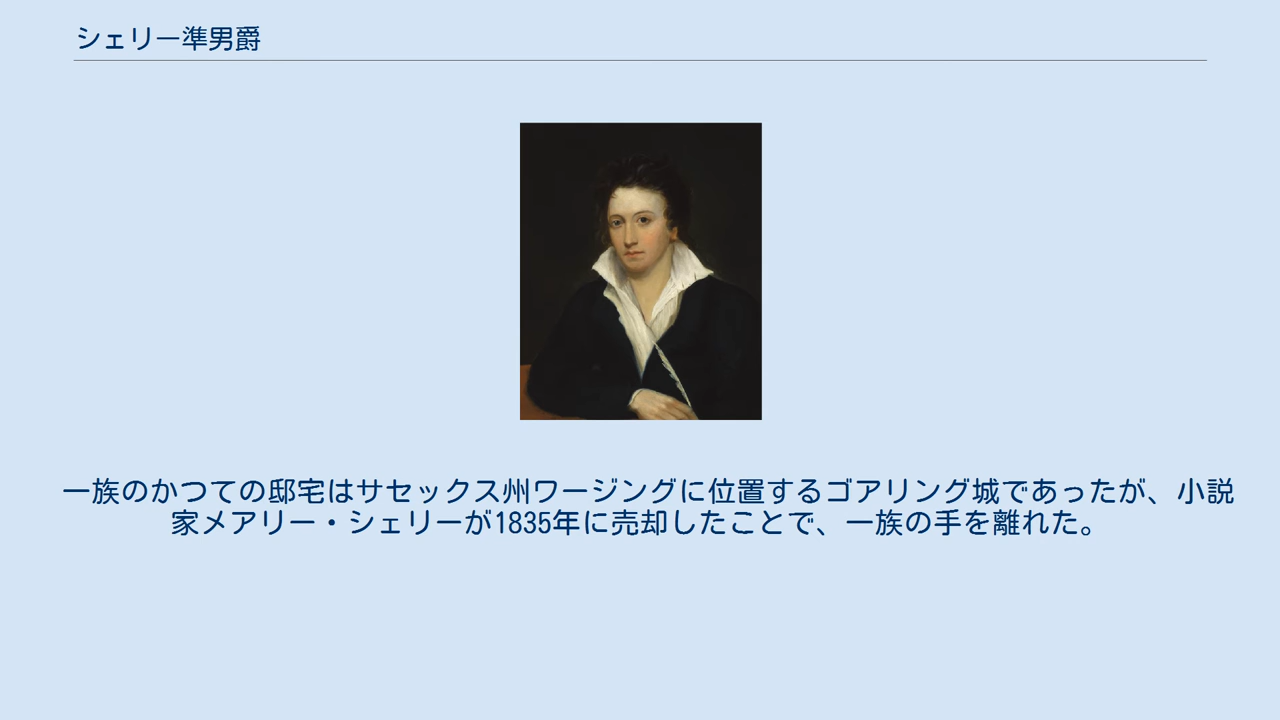 シェリー準男爵
一族のかつての邸宅はサセックス州ワージングに位置するゴアリング城であったが、小説
家メアリー・シェリーが1835年に売却したことで、一族の手を離れた。